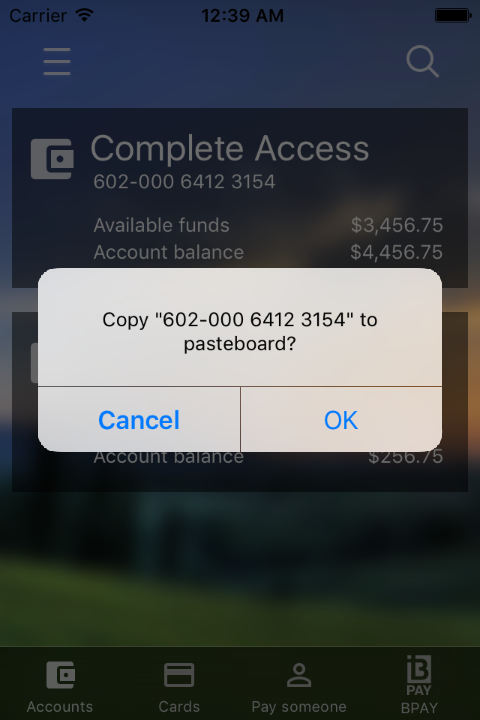 Carrier 12:39 AM
Complete Access
602-000 6412 3154
Available funds $3,456.75
Account balance $4,456.75
Copy "602-000 6412 3154" to
pasteboard?
Cancel OK
Account balance $256.75
Accounts Cards Pay someone BPAY
B PAY